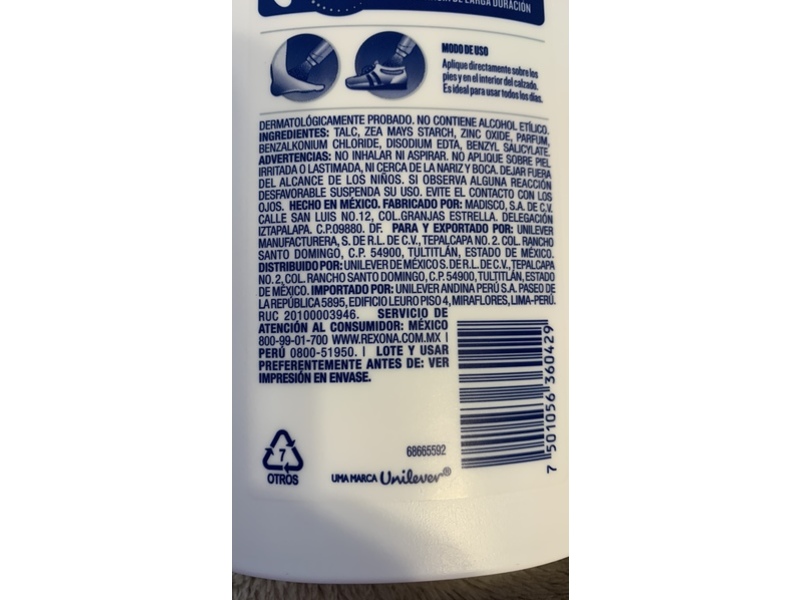 DE LARGA DURACIÓN
MODO DE USO
Aplique directamente sobre los
pies y en el interior del calzado.
Es ideal para usar todos los días.
DERMATOLÓGICAMENTE PROBADO. NO CONTIENE ALCOHOL ETÍLICO.
INGREDIENTES: TALC, ZEA MAYS STARCH, ZINC OXIDE, PARFUM,
BENZALKONIUM CHLORIDE, DISODIUM EDTA, BENZYL SALICYLATE.
ADVERTENCIAS: NO INHALAR NI ASPIRAR. NO APLIQUE SOBRE PIEL
IRRITADA O LASTIMADA, NI CERCA DE LA NARIZ Y BOCA. DEJAR FUERA
DEL ALCANCE DE LOS NIÑOS. SI OBSERVA ALGUNA REACCIÓN
DESFAVORABLE SUSPENDA SU USO. EVITE EL CONTACTO CON LOS
OJOS. HECHO EN MÉXICO. FABRICADO POR: MADISCO, S.A. DE C.V.
CALLE SAN LUIS NO.12, COL.GRANJAS ESTRELLA. DELEGACIÓN
IZTAPALAPA. C.P.09880. DF. PARA Y EXPORTADO POR: UNILEVER
MANUFACTURERA, S. DE R.L. DE C.V., TEPALCAPA NO. 2. COL. RANCHO
SANTO DOMINGO, C.P. 54900, TULTITLÁN, ESTADO DE MÉXICO.
DISTRIBUIDO POR: UNILEVER DE MÉXICO S. DE R.L. DE C.V., TEPALCAPA
NO. 2, COL. RANCHO SANTO DOMINGO, C.P. 54900, TULTITLÁN, ESTADO
DE MÉXICO. IMPORTADO POR: UNILEVER ANDINA PERÚ S.A. PASEO DE
LA REPÚBLICA 5895, EDIFICIO LEURO PISO 4, MIRAFLORES, LIMA-PERÚ.
RUC 20100003946. SERVICIO DE
ATENCIÓN AL CONSUMIDOR: MÉXICO
800-99-01-700 WWW.REXONA.COM.MX |
PERÚ 0800-51950. | LOTE Y USAR
PREFERENTEMENTE ANTES DE: VER
IMPRESIÓN EN ENVASE.
7 501056 360429
7
OTROS
68665592
UMA MARCA Unilever®